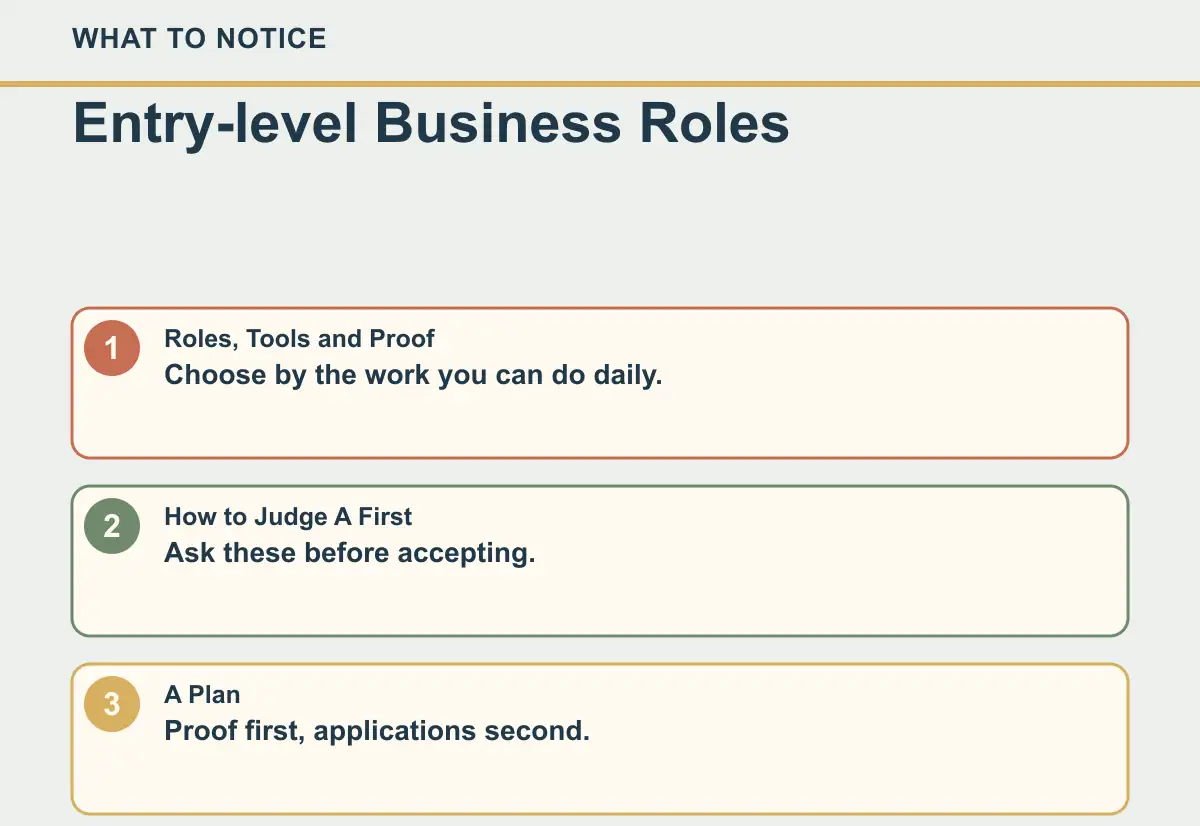 WHAT TO NOTICE
Entry-level Business Roles
1
Roles, Tools and Proof
Choose by the work you can do daily.
2
How to Judge A First
Ask these before accepting.
3
A Plan
Proof first, applications second.